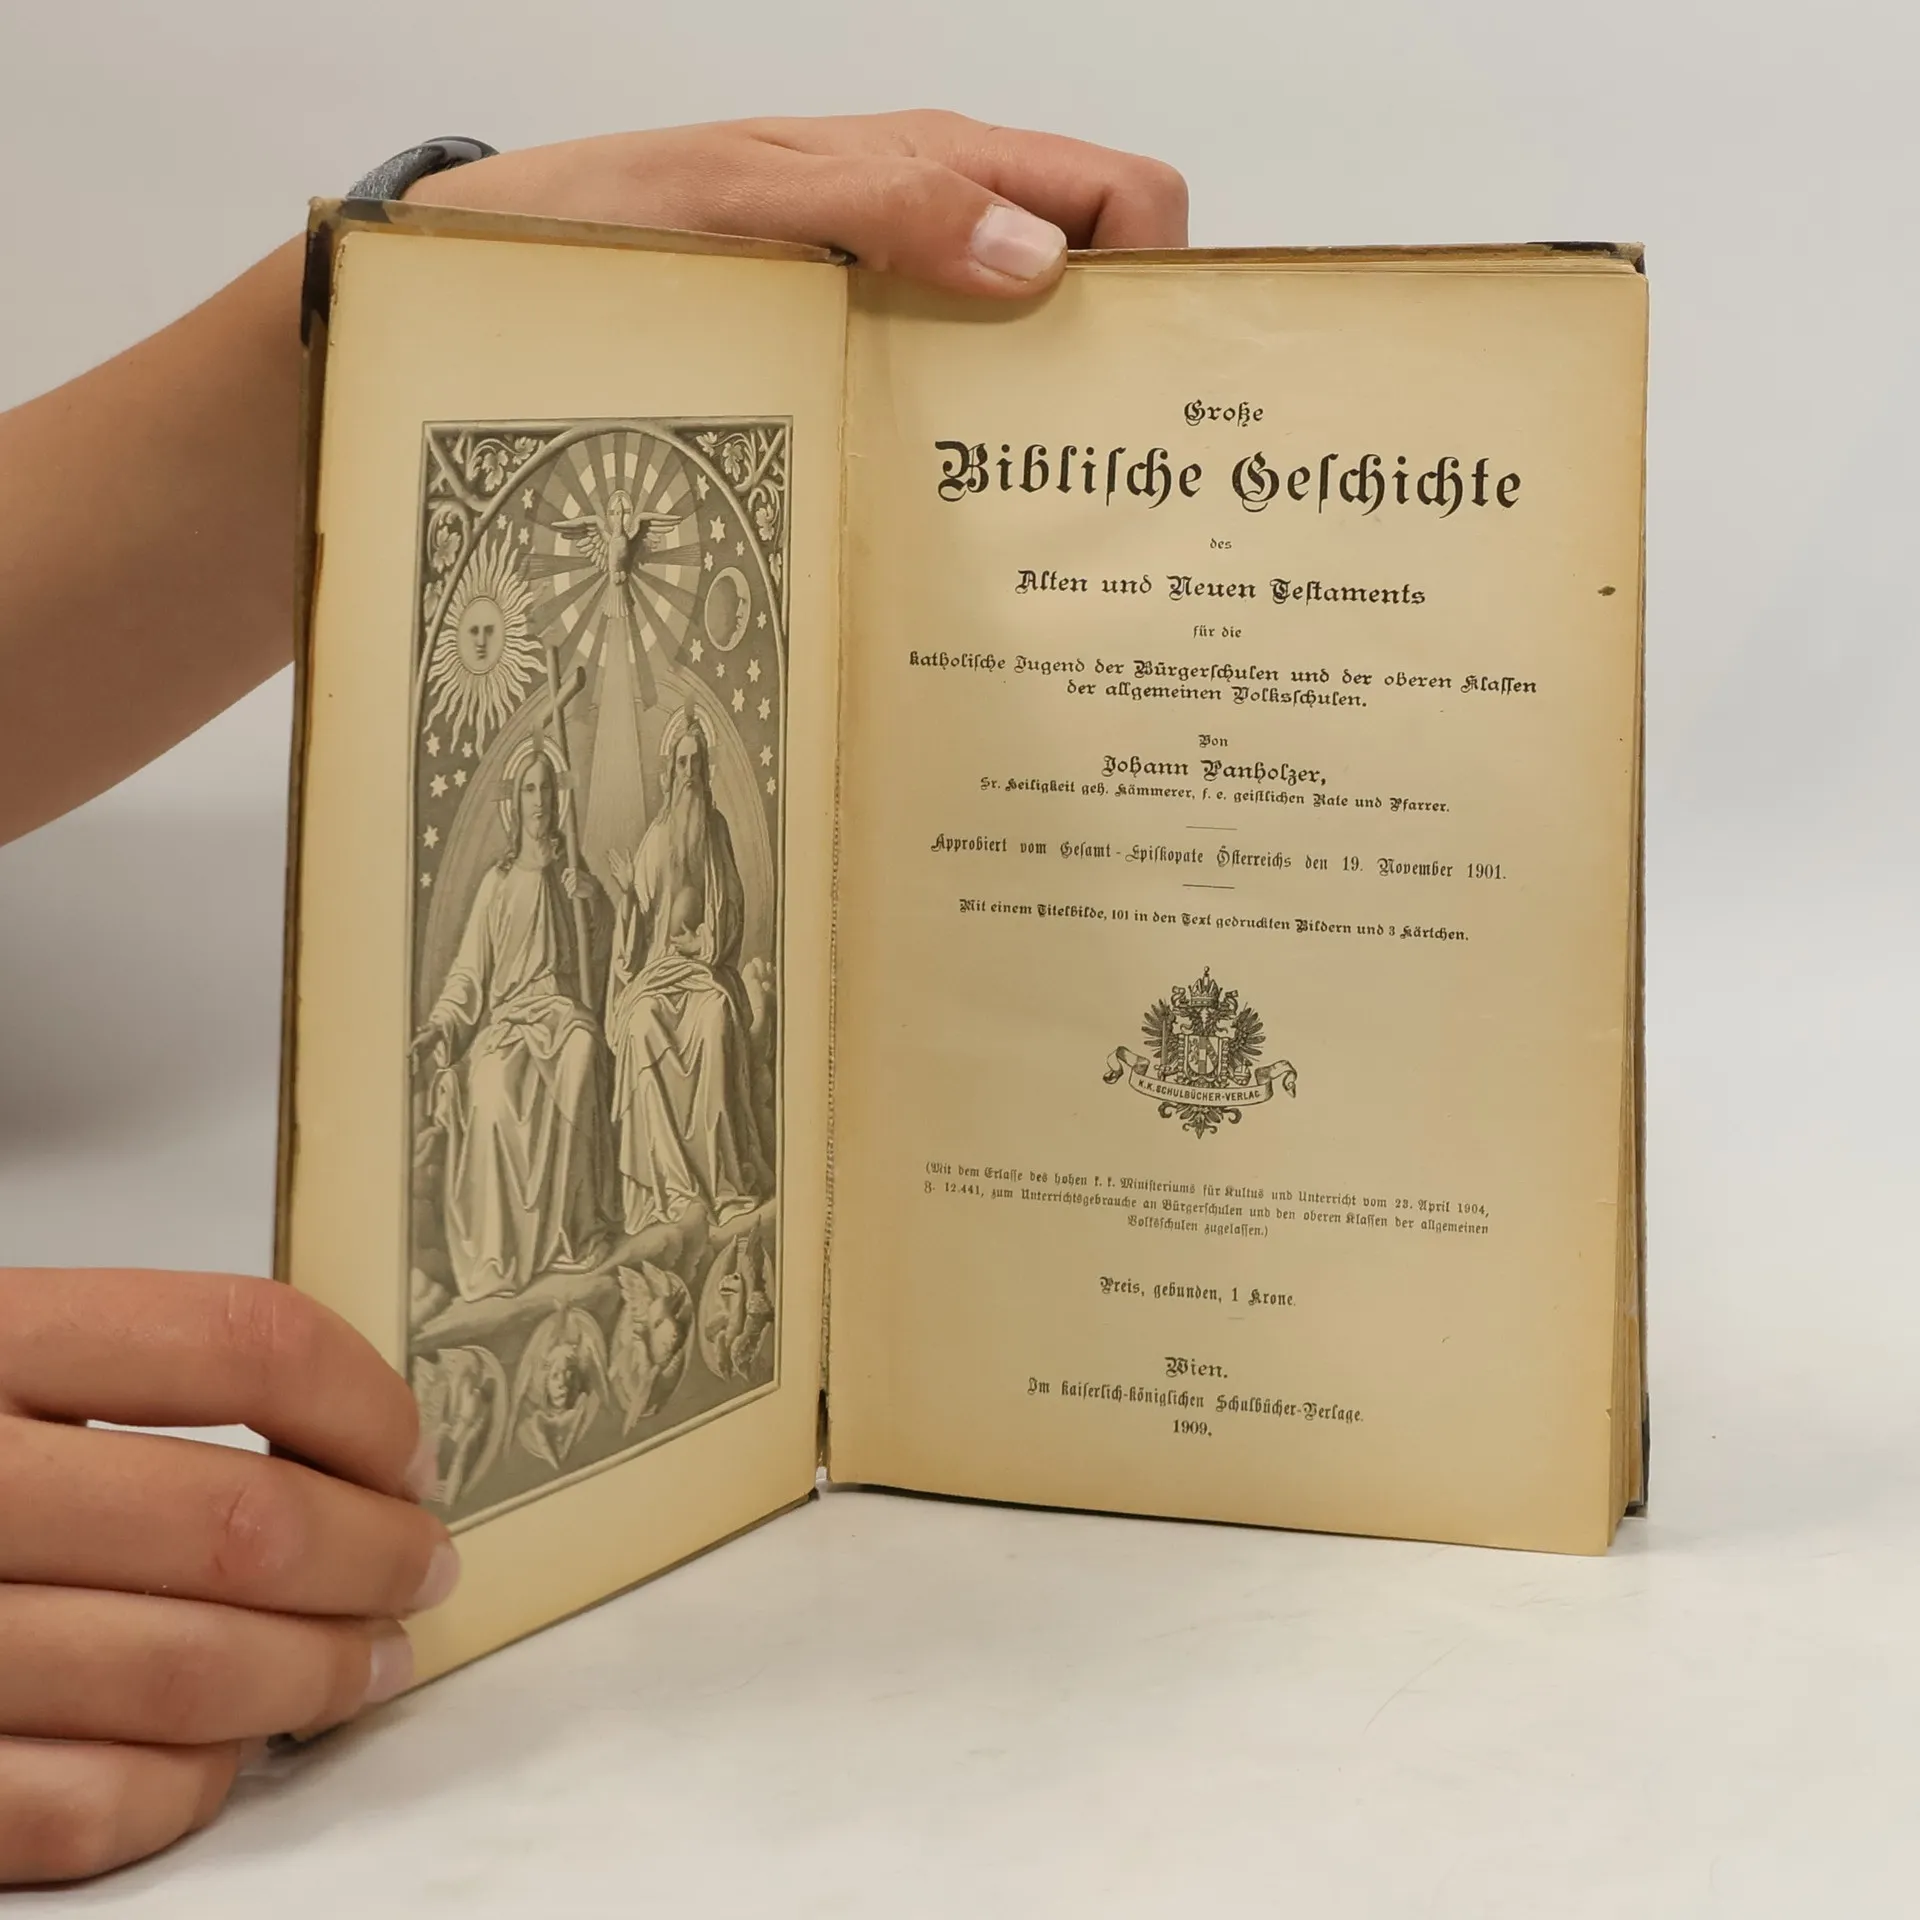 Große
Biblische Geschichte
des
Alten und Neuen Testaments
für die
katholische Jugend der Bürgerschulen und der oberen Klassen
der allgemeinen Volksschulen.
Von
Johann Panholzer,
Sr. Heiligkeit geh. Kämmerer, f. e. geistlichen Rate und Pfarrer.
Approbiert vom Gesamt-Episkopate Österreichs den 19. November 1901.
Mit einem Titelbilde, 101 in den Text gedruckten Bildern und 3 Kärtchen.
K.K. SCHULBÜCHER-VERLAG
(Mit dem Erlasse des hohen k. k. Ministeriums für Kultus und Unterricht vom 23. April 1904,
Z. 12.441, zum Unterrichtsgebrauche an Bürgerschulen und den oberen Klassen der allgemeinen
Volksschulen zugelassen.)
Preis, gebunden, 1 Krone.
Wien.
Im kaiserlich-königlichen Schulbücher-Verlage.
1909.